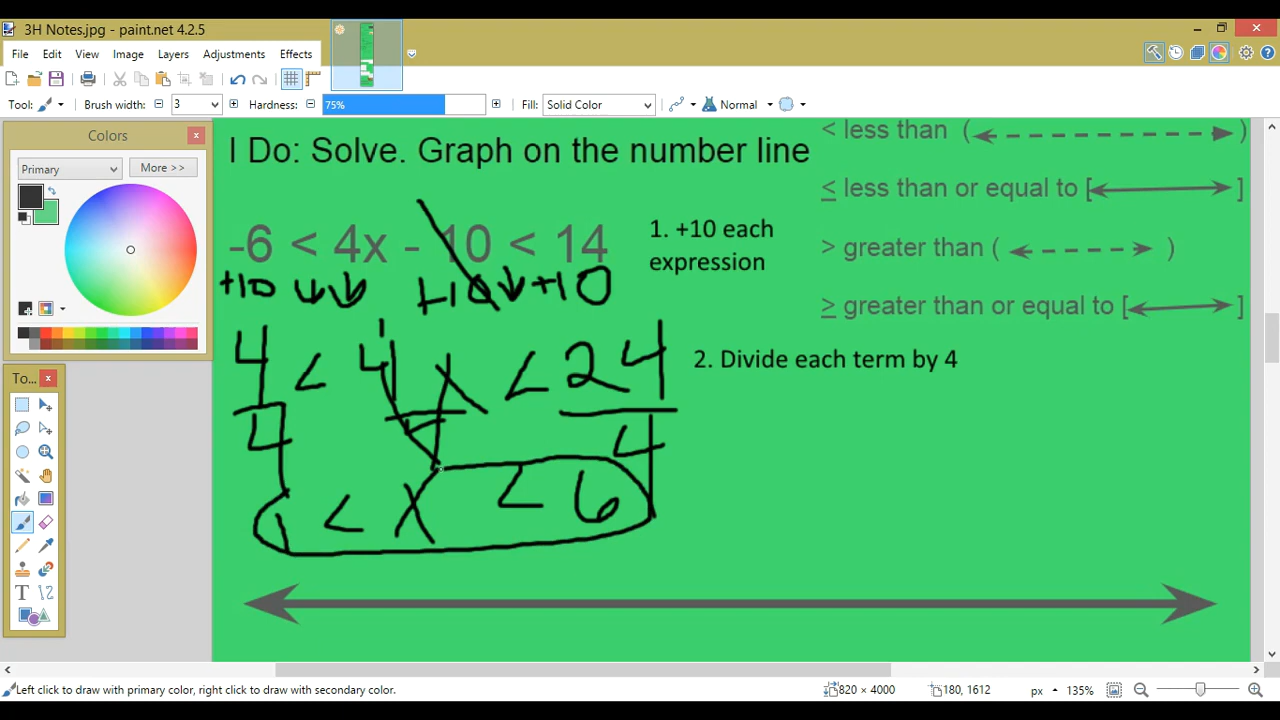 3H Notes.jpg - paint.net 4.2.5
File Edit View Image Layers Adjustments Effects
Tool: Brush width: 3 Hardness: 75% Fill: Solid Color Normal
Colors
Primary More >>
To...
I Do: Solve. Graph on the number line
-6 < 4x - 10 < 14
+10 +10 +10
4 < 4x < 24
4 4 4
1 < x < 6
1. +10 each
expression
2. Divide each term by 4
< less than ( )
≤ less than or equal to [ ]
> greater than ( )
≥ greater than or equal to [ ]
Left click to draw with primary color, right click to draw with secondary color.
820 x 4000 180, 1612 px 135%